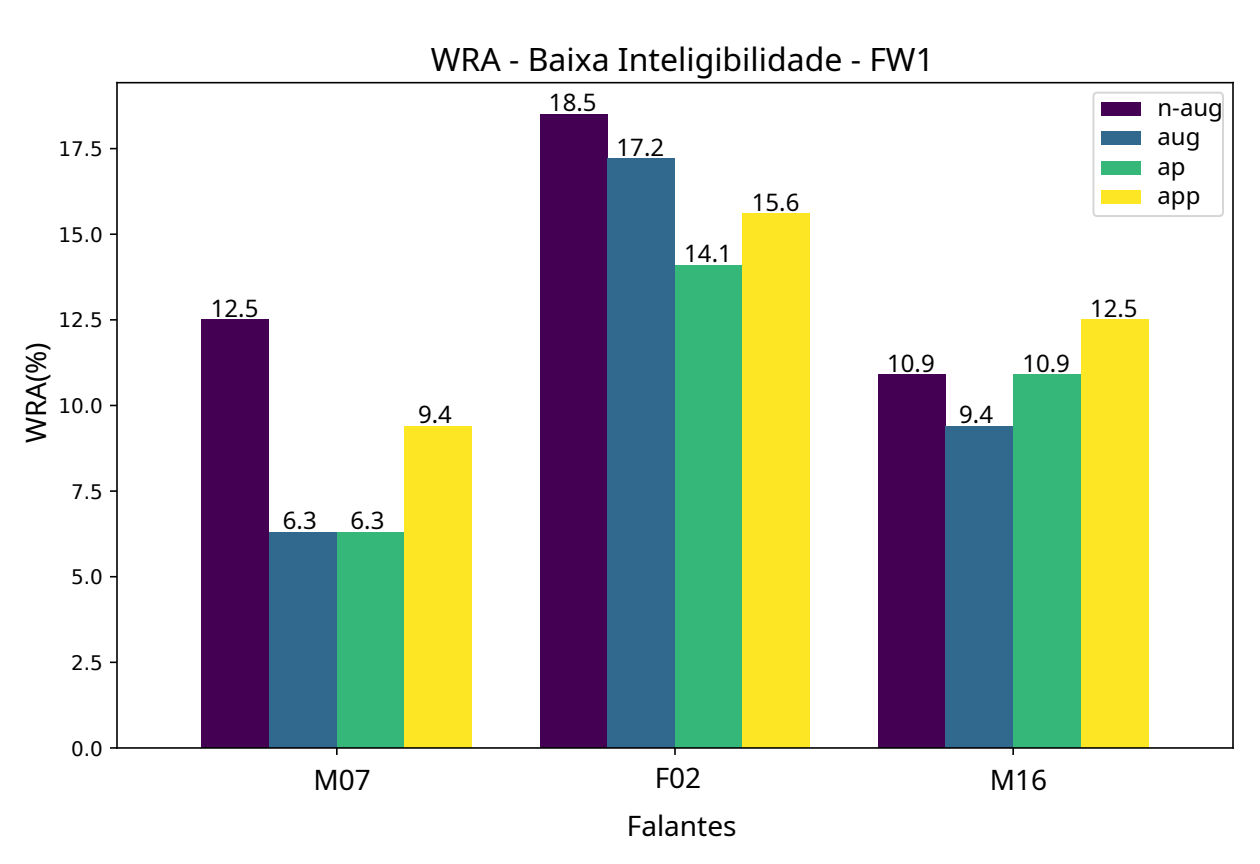 WRA - Baixa Inteligibilidade - FW1
n-aug
aug
ap
app
WRA(%)
17.5
15.0
12.5
10.0
7.5
5.0
2.5
0.0
12.5
6.3
6.3
9.4
18.5
17.2
14.1
15.6
10.9
9.4
10.9
12.5
M07
F02
M16
Falantes